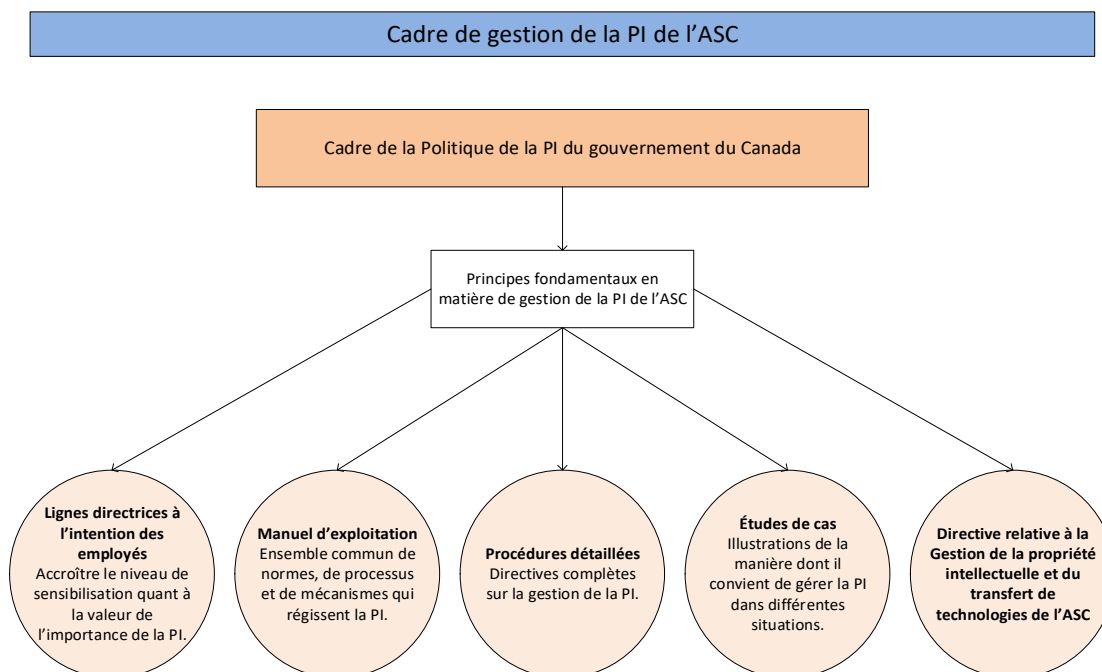 Cadre de gestion de la PI de l’ASC
Cadre de la Politique de la PI du gouvernement du Canada
Principes fondamentaux en
matière de gestion de la PI de l’ASC
Lignes directrices à
l’intention des
employés
Accroître le niveau de
sensibilisation quant à
la valeur de
l’importance de la PI.
Manuel d’exploitation
Ensemble commun de
normes, de processus
et de mécanismes qui
régissent la PI.
Procédures détaillées
Directives complètes
sur la gestion de la PI.
Études de cas
Illustrations de la
manière dont il
convient de gérer la PI
dans différentes
situations.
Directive relative à la
Gestion de la propriété
intellectuelle et du
transfert de
technologies de l’ASC